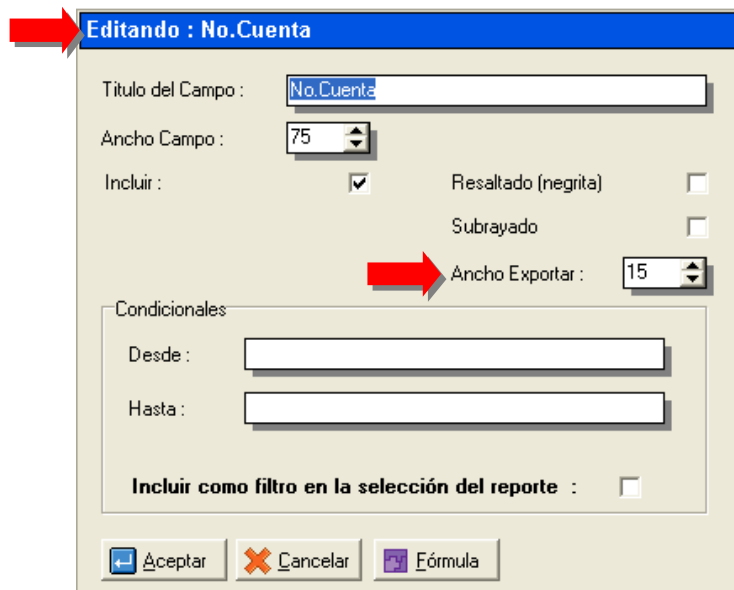 Editando : No.Cuenta
Titulo del Campo : No.Cuenta
Ancho Campo : 75
Incluir : Resaltado (negrita)
Subrayado
Ancho Exportar : 15
Condicionales
Desde :
Hasta :
Incluir como filtro en la selección del reporte :
Aceptar Cancelar Fórmula